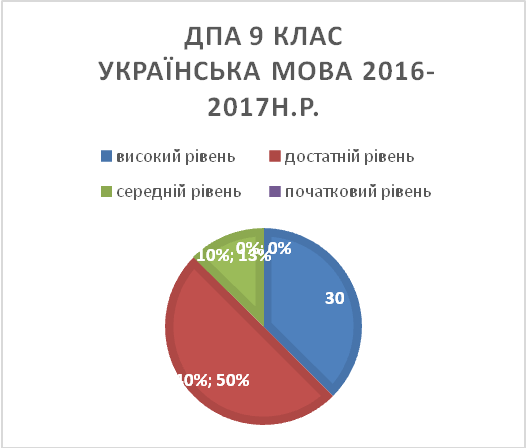 ДПА 9 КЛАС
УКРАЇНСЬКА МОВА 2016-
2017Н.Р.
високий рівень
достатній рівень
середній рівень
початковий рівень
0%; 0%
10%; 13%
30
40%; 50%